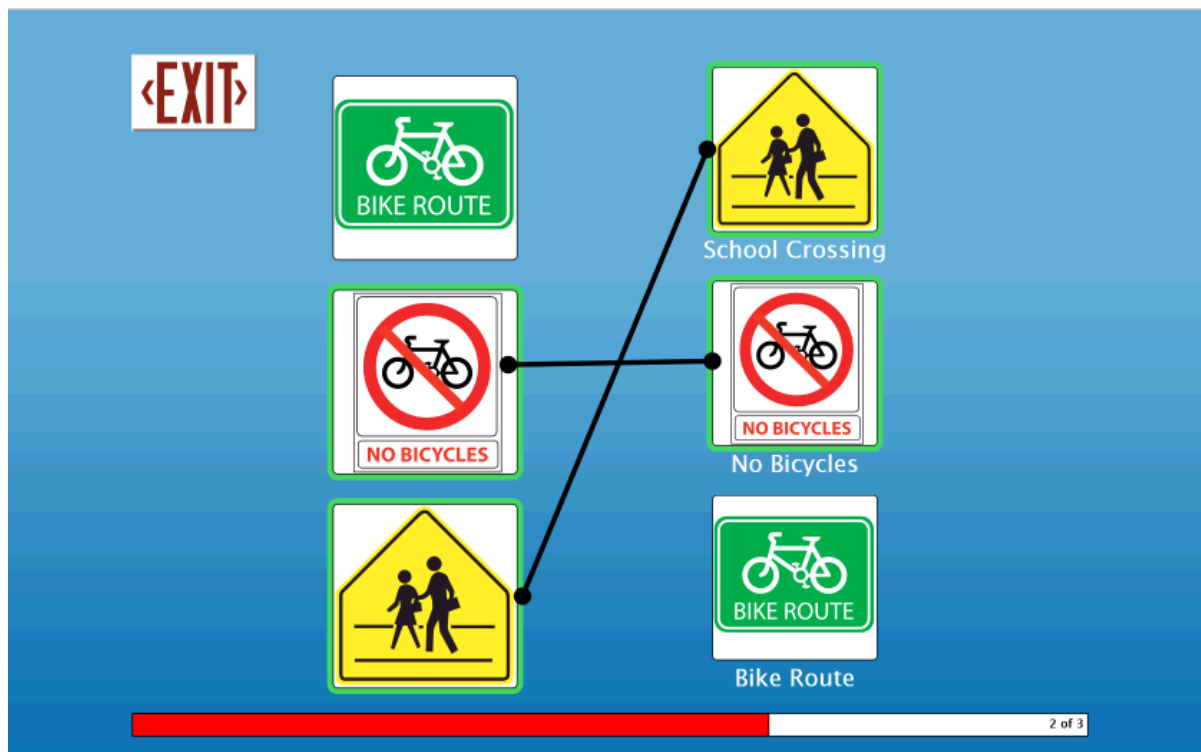 ‹EXIT›
BIKE ROUTE
School Crossing
NO BICYCLES
NO BICYCLES
No Bicycles
BIKE ROUTE
Bike Route
2 of 3